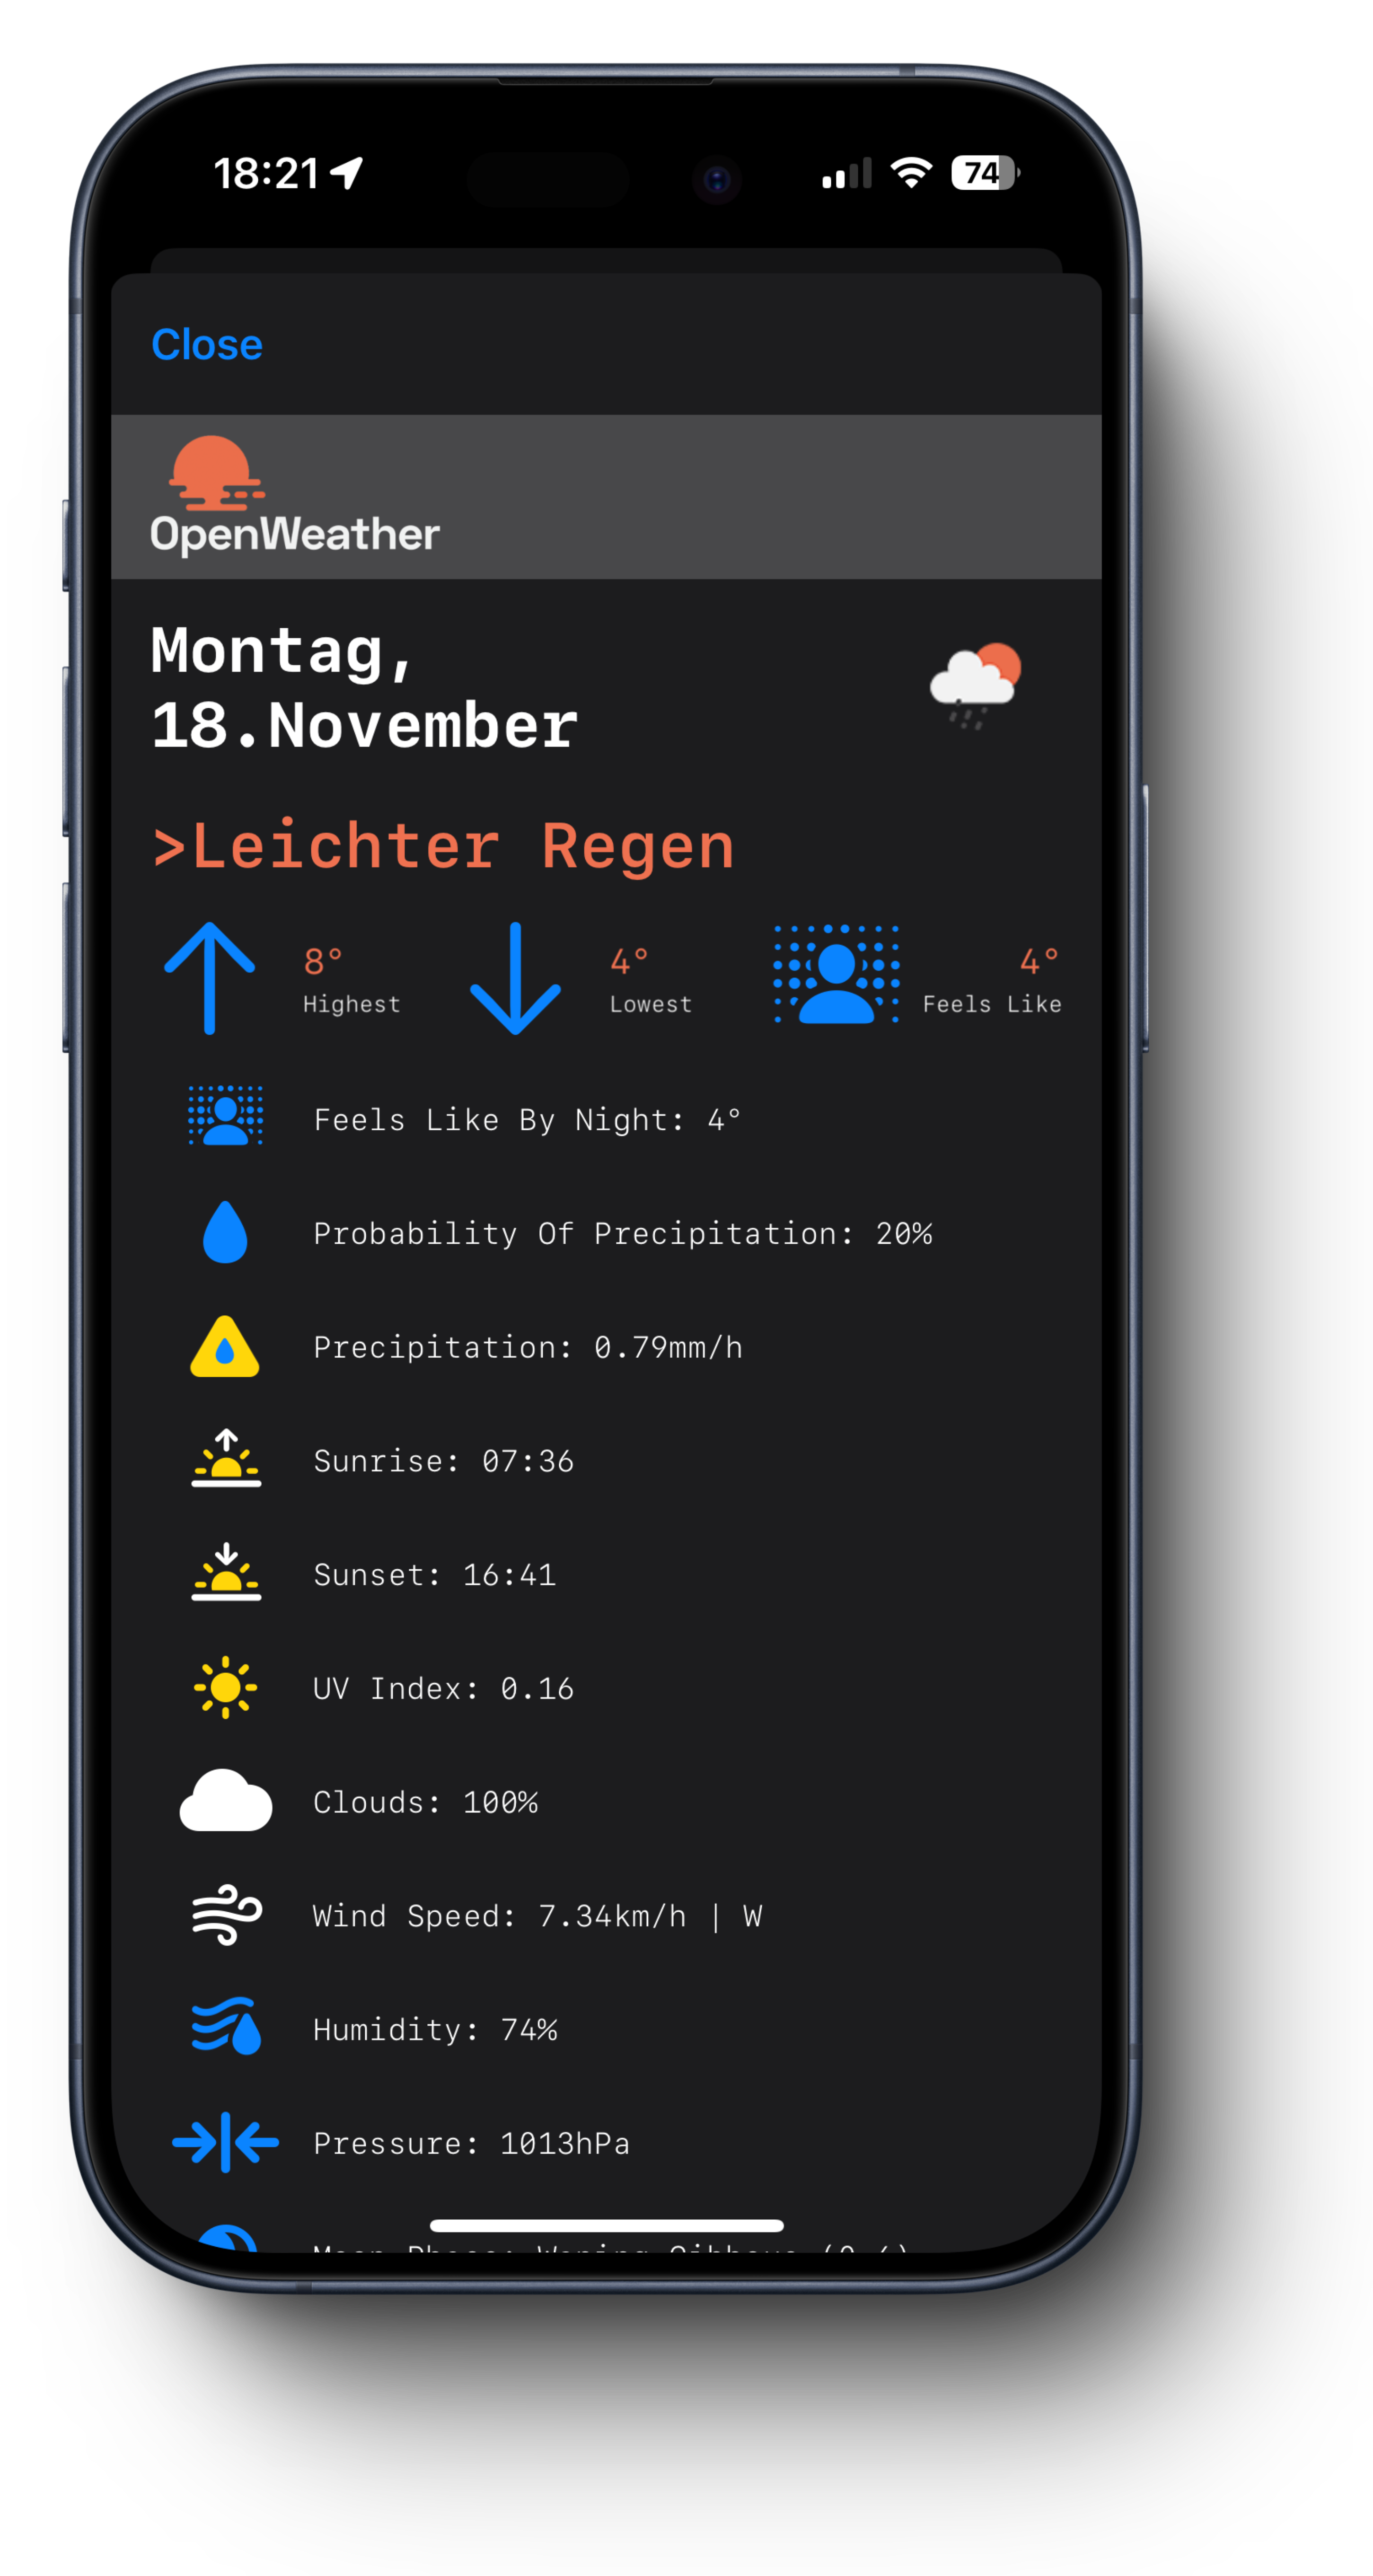 18:21
74
Close
OpenWeather
Montag,
18.November
>Leichter Regen
8°
Highest
4°
Lowest
4°
Feels Like
Feels Like By Night: 4°
Probability Of Precipitation: 20%
Precipitation: 0.79mm/h
Sunrise: 07:36
Sunset: 16:41
UV Index: 0.16
Clouds: 100%
Wind Speed: 7.34km/h | W
Humidity: 74%
Pressure: 1013hPa